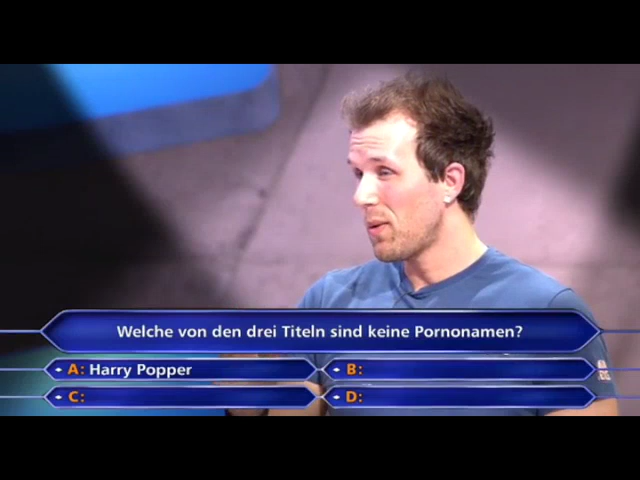 Welche von den drei Titeln sind keine Pornonamen?
A: Harry Popper
B:
C:
D: